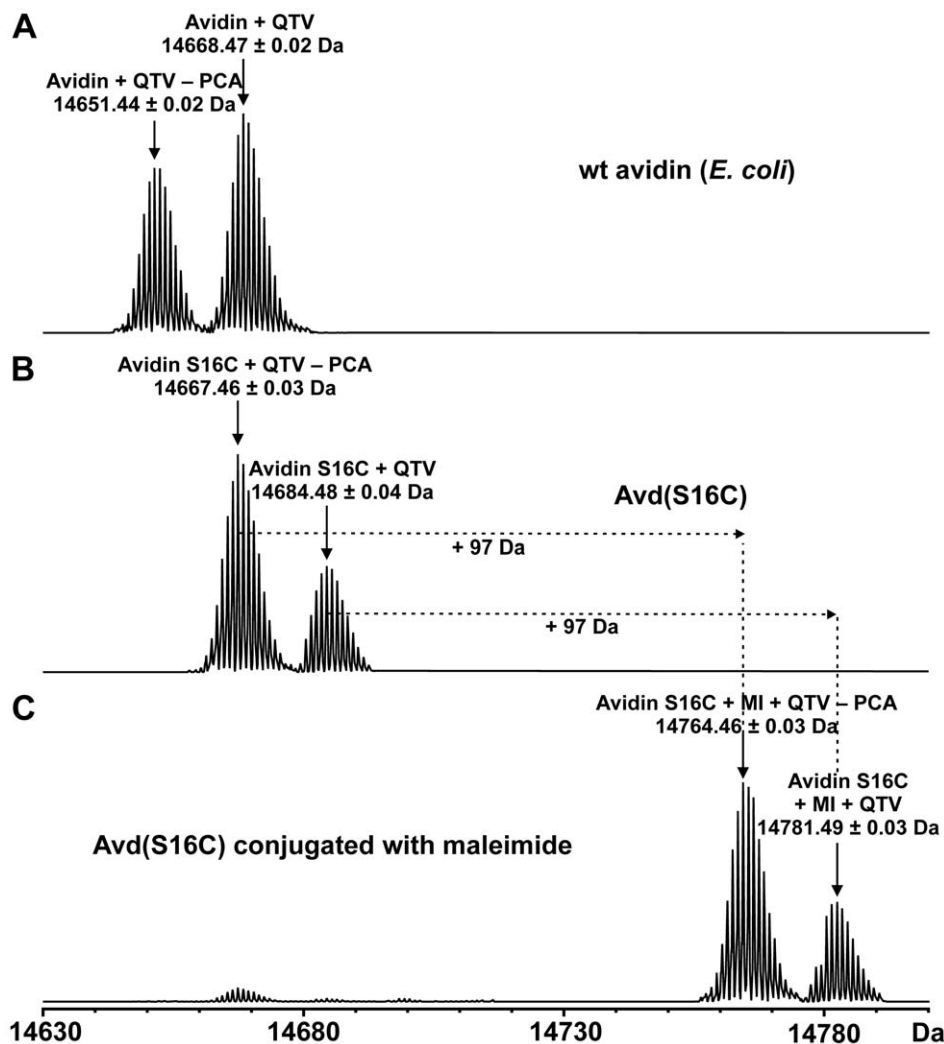 A
Avidin + QTV
14668.47 ± 0.02 Da
Avidin + QTV – PCA
14651.44 ± 0.02 Da
wt avidin (E. coli)
B
Avidin S16C + QTV – PCA
14667.46 ± 0.03 Da
Avidin S16C + QTV
14684.48 ± 0.04 Da
Avd(S16C)
+ 97 Da
+ 97 Da
C
Avidin S16C + MI + QTV – PCA
14764.46 ± 0.03 Da
Avidin S16C
+ MI + QTV
14781.49 ± 0.03 Da
Avd(S16C) conjugated with maleimide
14630 14680 14730 14780 Da